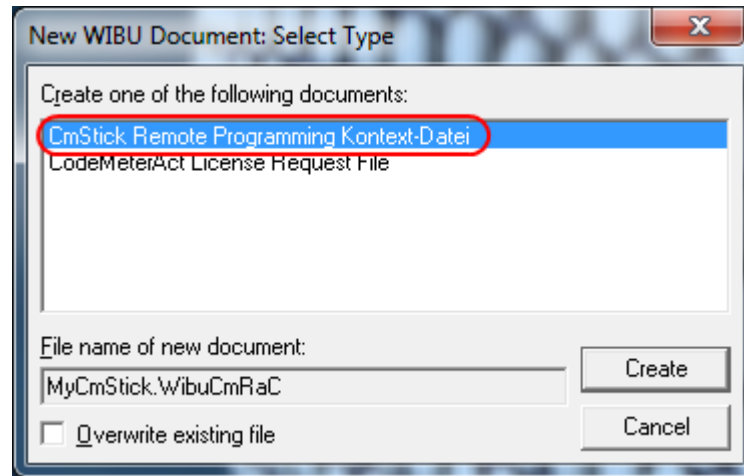 New WIBU Document: Select Type
Create one of the following documents:
CmStick Remote Programming Kontext-Datei
CodeMeterAct License Request File
File name of new document:
MyCmStick.WibuCmRaC
Create
Overwrite existing file
Cancel